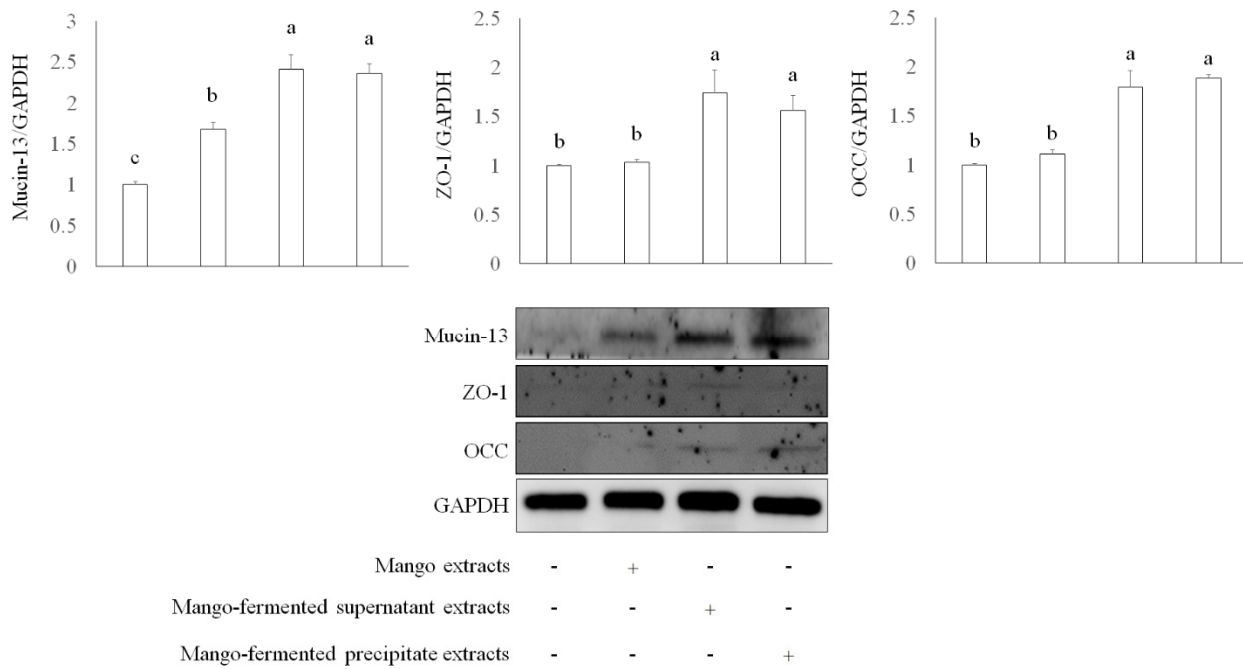 Mucin-13/GAPDH
3
2.5
2
1.5
1
0.5
0
c
b
a
a
ZO-1/GAPDH
2.5
2
1.5
1
0.5
0
b
b
a
a
OCC/GAPDH
2.5
2
1.5
1
0.5
0
b
b
a
a
Mucin-13
ZO-1
OCC
GAPDH
Mango extracts - + - -
Mango-fermented supernatant extracts - - + -
Mango-fermented precipitate extracts - - - +